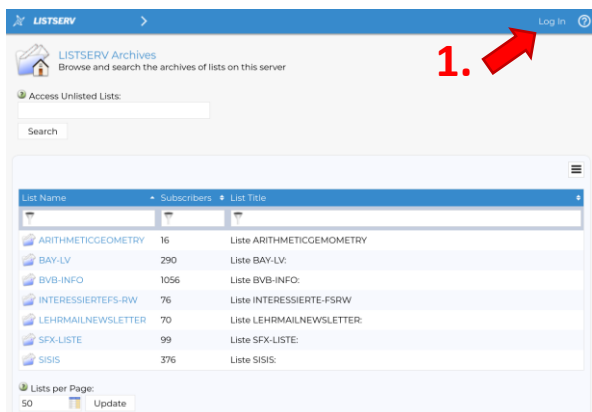 LISTSERV
Log In
1.
LISTSERV Archives
Browse and search the archives of lists on this server
Access Unlisted Lists:
Search
List Name Subscribers List Title
ARITHMETICGEOMETRY 16 Liste ARITHMETICGEMOMETRY
BAY-LV 290 Liste BAY-LV:
BVB-INFO 1056 Liste BVB-INFO:
INTERESSIERTEFS-RW 76 Liste INTERESSIERTE-FSRW
LEHRMAILNEWSLETTER 70 Liste LEHRMAILNEWSLETTER:
SFX-LISTE 99 Liste SFX-LISTE:
SISIS 376 Liste SISIS:
Lists per Page:
50 Update